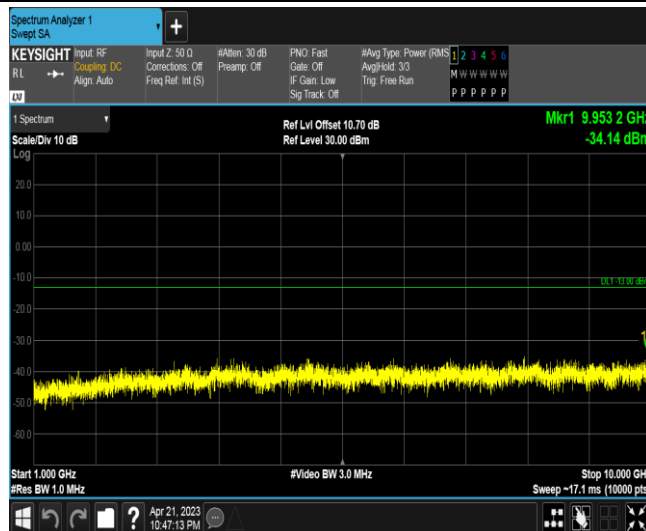 Spectrum Analyzer 1
Swept SA
KEYSIGHT
RL
LXI
Input: RF
Coupling: DC
Align: Auto
Input Z: 50 Ω
Corrections: Off
Freq Ref: Int (S)
#Atten: 30 dB
Preamp: Off
PNO: Fast
Gate: Off
IF Gain: Low
Sig Track: Off
#Avg Type: Power (RMS
Avg|Hold: 3/3
Trig: Free Run
1 2 3 4 5 6
M W W W W W
P P P P P P
1 Spectrum
Scale/Div 10 dB
Ref Lvl Offset 10.70 dB
Ref Level 30.00 dBm
Mkr1 9.953 2 GHz
-34.14 dBm
Log
20.0
10.0
0.00
-10.0
DL1 -13.00 dBm
-20.0
1
-30.0
-40.0
-50.0
-60.0
Start 1.000 GHz
#Video BW 3.0 MHz
Stop 10.000 GHz
#Res BW 1.0 MHz
Sweep ~17.1 ms (10000 pts
?
Apr 21, 2023
10:47:13 PM